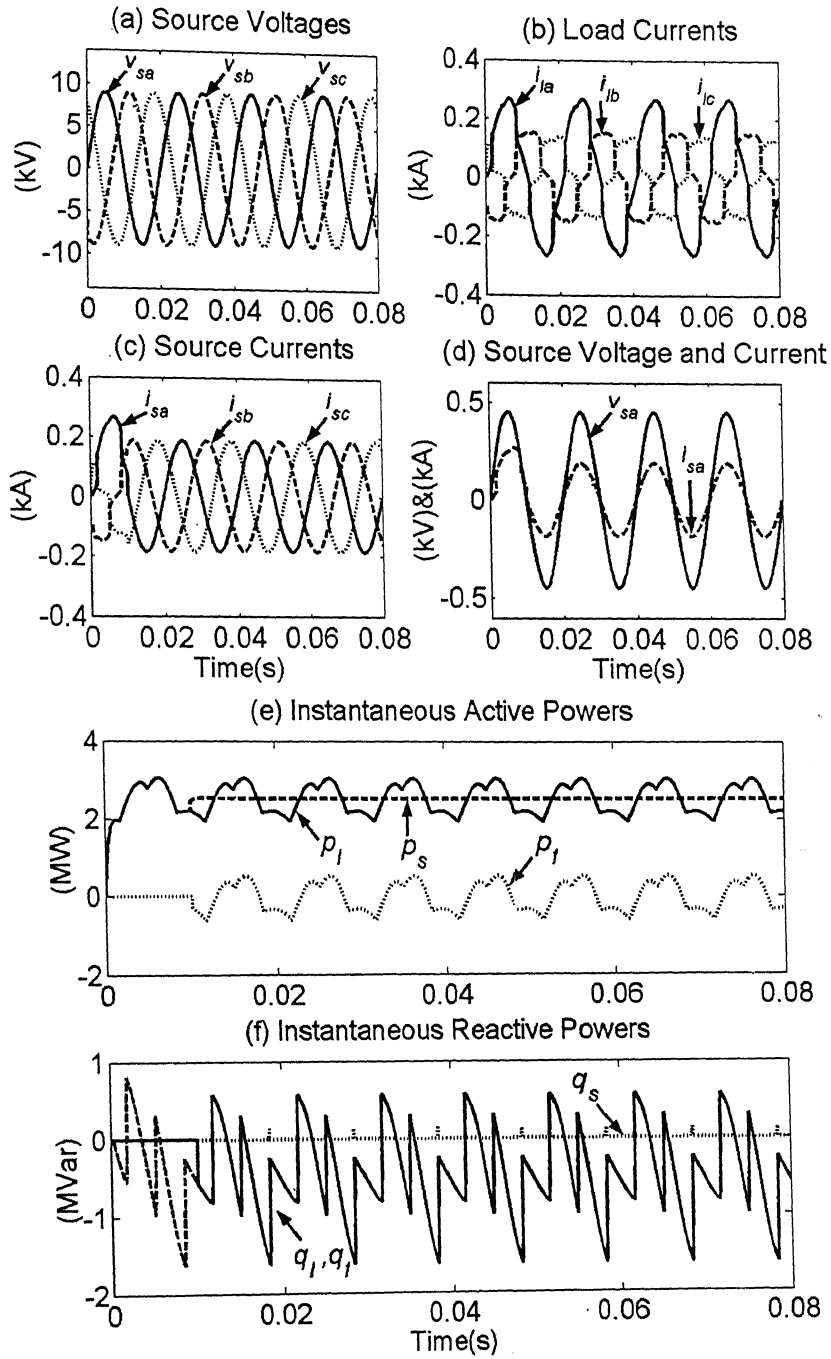 (a) Source Voltages
(b) Load Currents
v_sa v_sb v_sc
10
5
0
-5
-10
(kV)
0 0.02 0.04 0.06 0.08
i_la i_lb i_lc
0.4
0.2
0
-0.2
-0.4
(kA)
0 0.02 0.04 0.06 0.08
(c) Source Currents
(d) Source Voltage and Current
i_sa i_sb i_sc
0.4
0.2
0
-0.2
-0.4
(kA)
0 0.02 0.04 0.06 0.08
Time(s)
v_sa
i_sa
0.5
0
-0.5
(kV)&(kA)
0 0.02 0.04 0.06 0.08
Time(s)
(e) Instantaneous Active Powers
4
2
0
-2
(MW)
p_l p_s p_f
0 0.02 0.04 0.06 0.08
(f) Instantaneous Reactive Powers
1
0
-1
-2
(MVar)
q_s
q_l, q_f
0 0.02 0.04 0.06 0.08
Time(s)